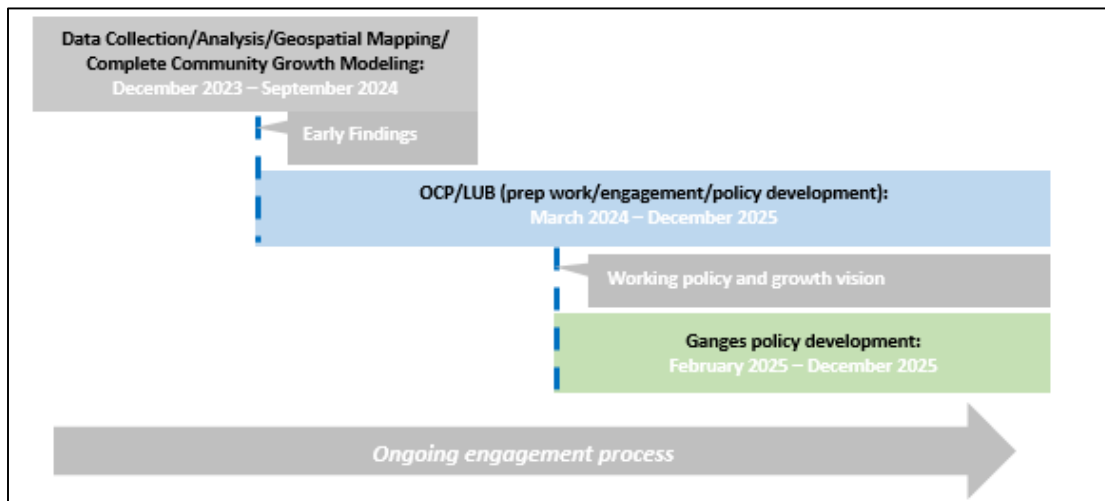 Data Collection/Analysis/Geospatial Mapping/
Complete Community Growth Modeling:
December 2023 – September 2024
Early Findings
OCP/LUB (prep work/engagement/policy development):
March 2024 – December 2025
Working policy and growth vision
Ganges policy development:
February 2025 – December 2025
Ongoing engagement process